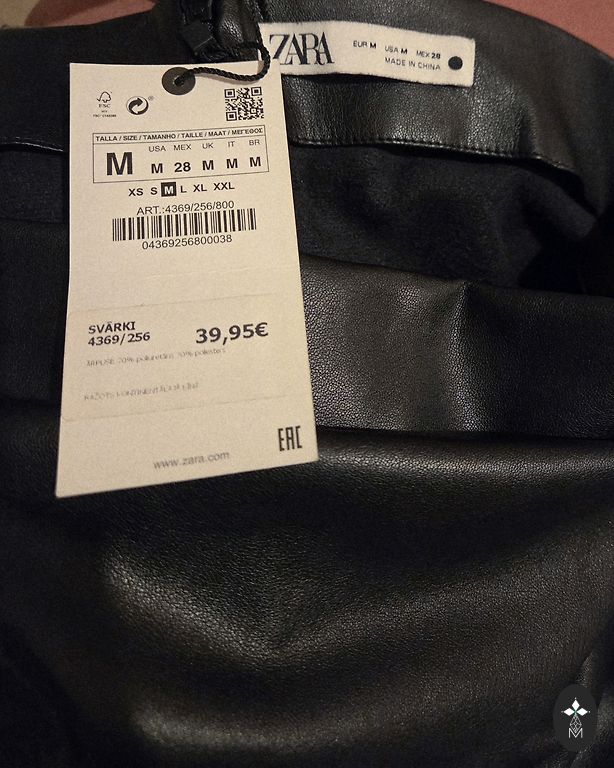 ZARA
EUR M USA M MEX 28
MADE IN CHINA
FSC
TALLA / SIZE / TAMANHO / TAILLE / MAAT / ΜΕΓΕΘΟΣ
M
USA MEX UK IT BR
M 28 M M M
XS S M L XL XXL
ART.:4369/256/800
04369256800038
SVĀRKI
4369/256
39,95€
www.zara.com
EAC
M